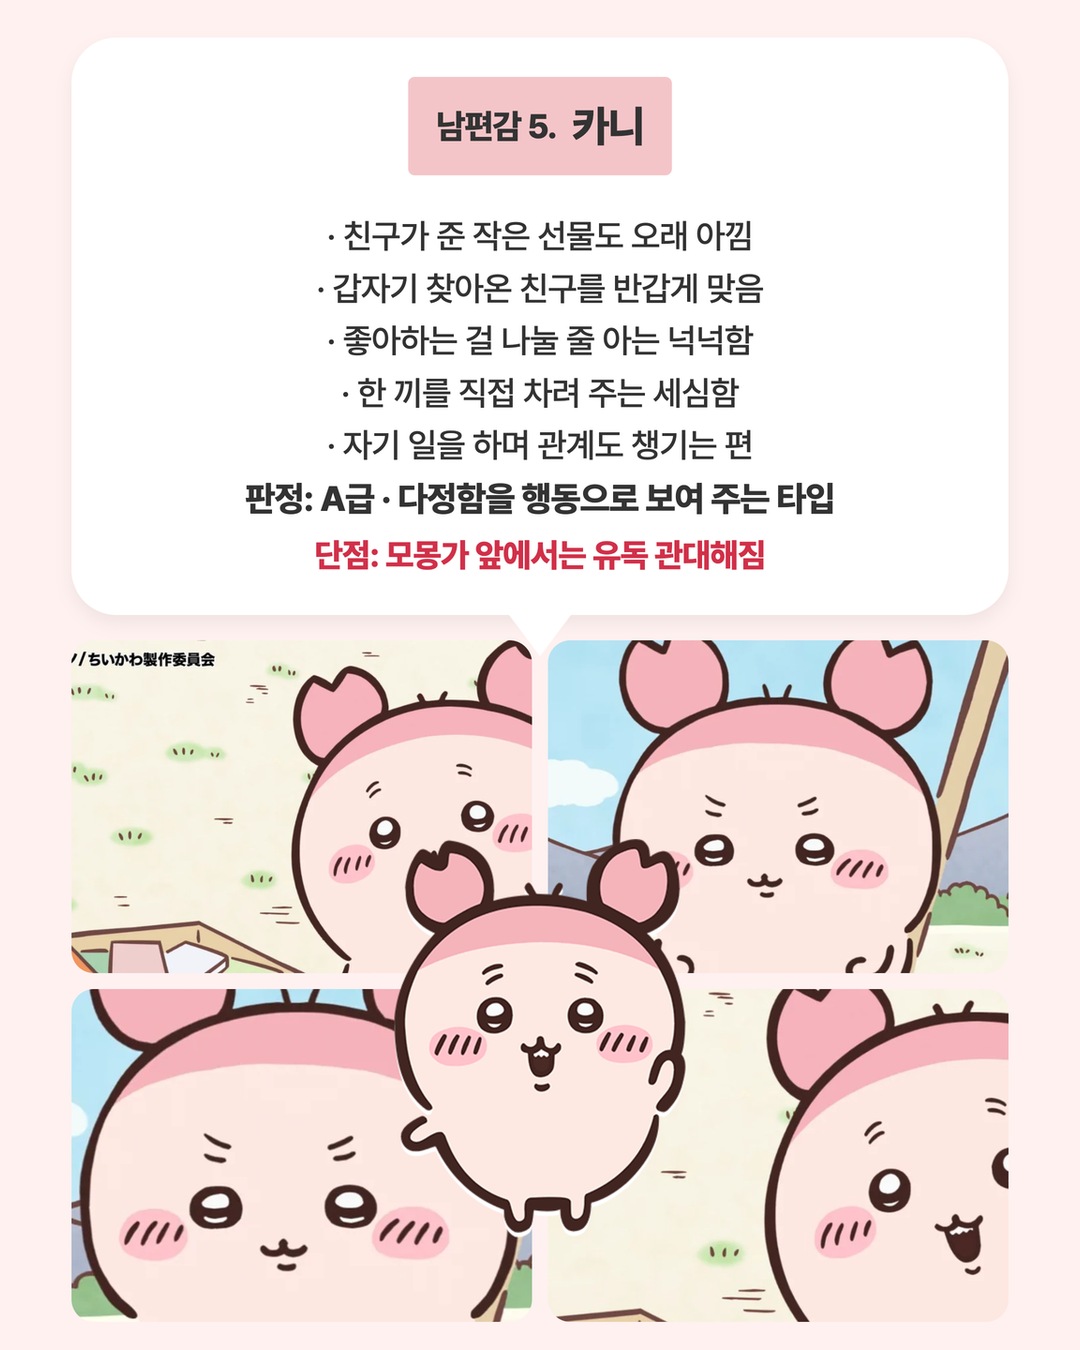 남편감 5. 카니
· 친구가 준 작은 선물도 오래 아낌
· 갑자기 찾아온 친구를 반갑게 맞음
· 좋아하는 걸 나눌 줄 아는 넉넉함
· 한 끼를 직접 차려 주는 세심함
· 자기 일을 하며 관계도 챙기는 편
판정: A급 · 다정함을 행동으로 보여 주는 타입
단점: 모몽가 앞에서는 유독 관대해짐
/ちいかわ製作委員会